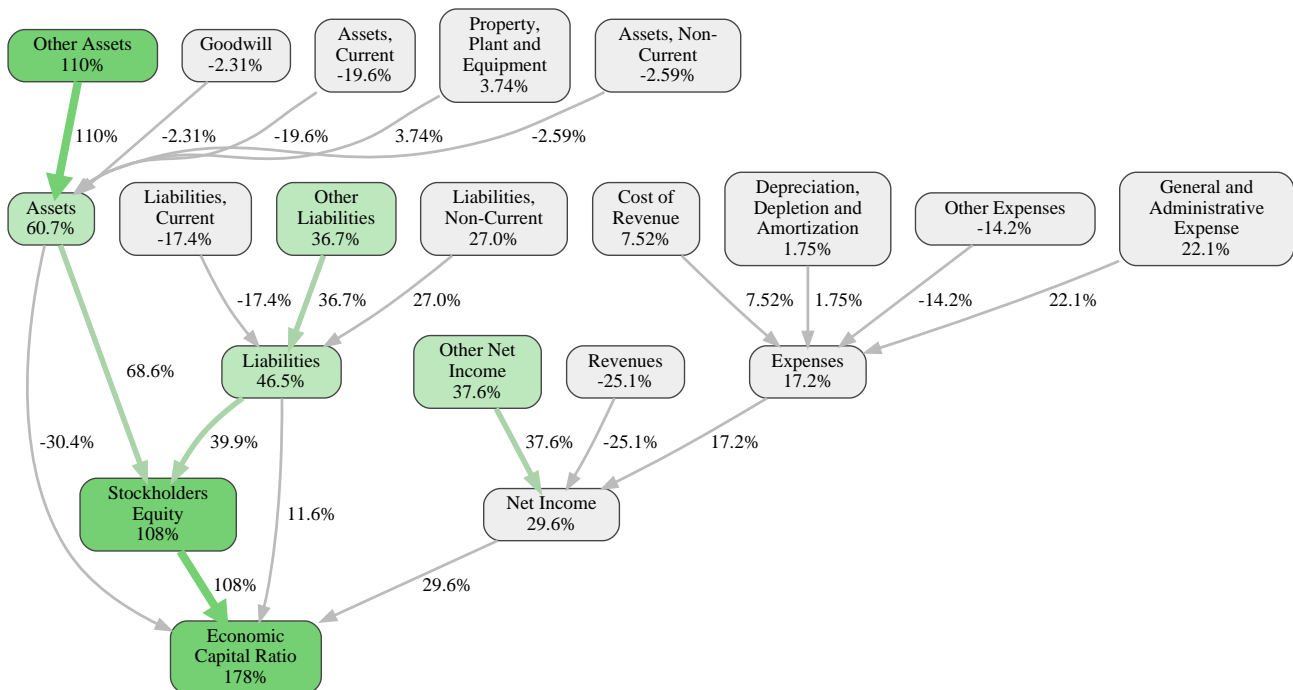 Other Assets
110%
Goodwill
-2.31%
Assets,
Current
-19.6%
Property,
Plant and
Equipment
3.74%
Assets, Non-
Current
-2.59%
110%
-2.31%
-19.6%
3.74%
-2.59%
Assets
60.7%
Liabilities,
Current
-17.4%
Other
Liabilities
36.7%
Liabilities,
Non-Current
27.0%
Cost of
Revenue
7.52%
Depreciation,
Depletion and
Amortization
1.75%
Other Expenses
-14.2%
General and
Administrative
Expense
22.1%
-17.4%
36.7%
27.0%
7.52%
1.75%
-14.2%
22.1%
68.6%
Liabilities
46.5%
Other Net
Income
37.6%
Revenues
-25.1%
Expenses
17.2%
-30.4%
39.9%
37.6%
-25.1%
17.2%
Stockholders
Equity
108%
11.6%
Net Income
29.6%
108%
29.6%
Economic
Capital Ratio
178%